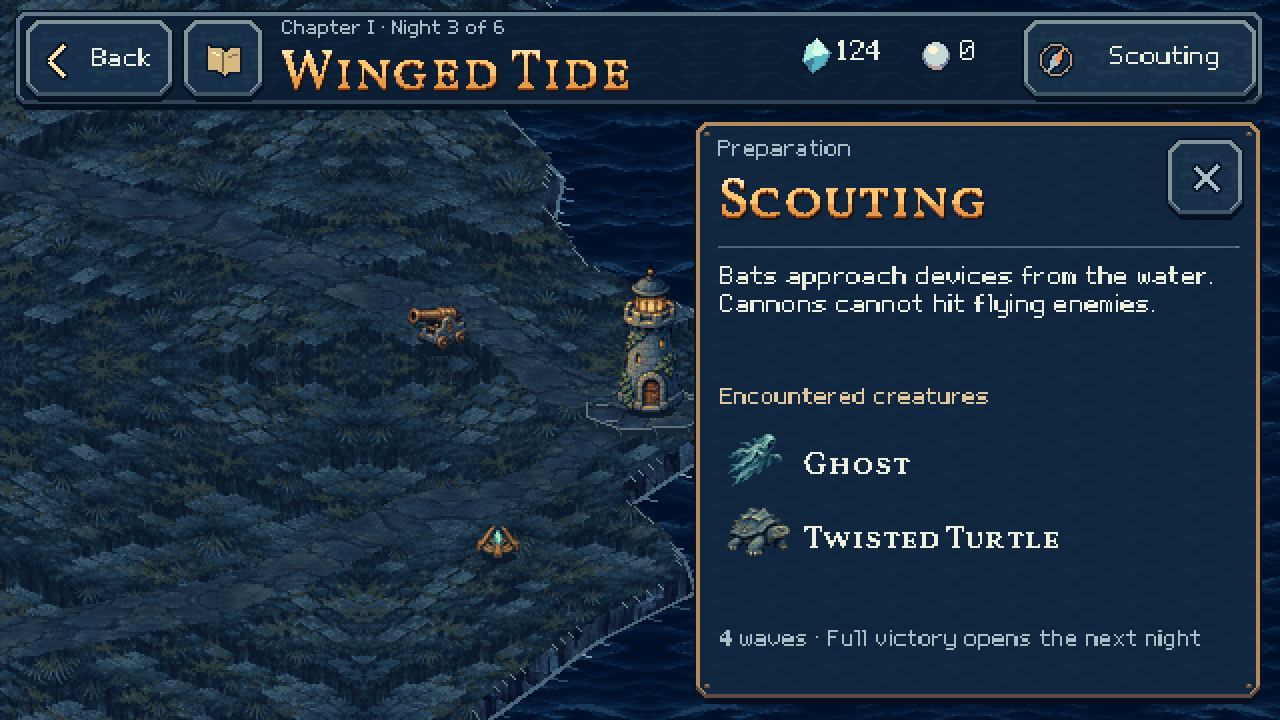 Back
Chapter I · Night 3 of 6
Winged Tide
124
0
Scouting
Preparation
Scouting
Bats approach devices from the water.
Cannons cannot hit flying enemies.
Encountered creatures
Ghost
Twisted Turtle
4 waves · Full victory opens the next night